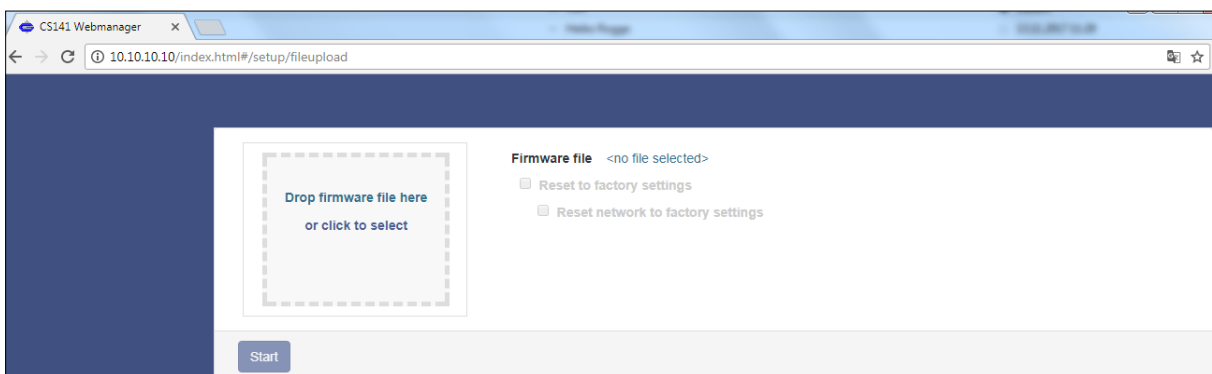 CS141 Webmanager
10.10.10.10/index.html#/setup/fileupload
Drop firmware file here
or click to select
Firmware file <no file selected>
Reset to factory settings
Reset network to factory settings
Start